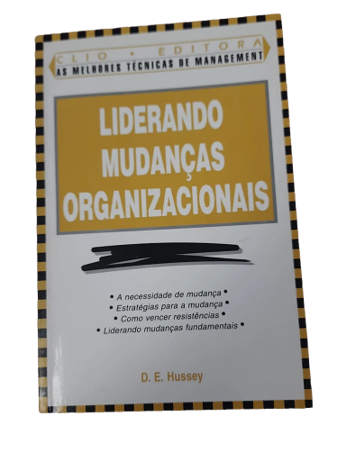 CLIO • EDITORA
AS MELHORES TÉCNICAS DE MANAGEMENT
LIDERANDO
MUDANÇAS
ORGANIZACIONAIS
• A necessidade de mudança •
• Estratégias para a mudança •
• Como vencer resistências •
• Liderando mudanças fundamentais •
D. E. Hussey